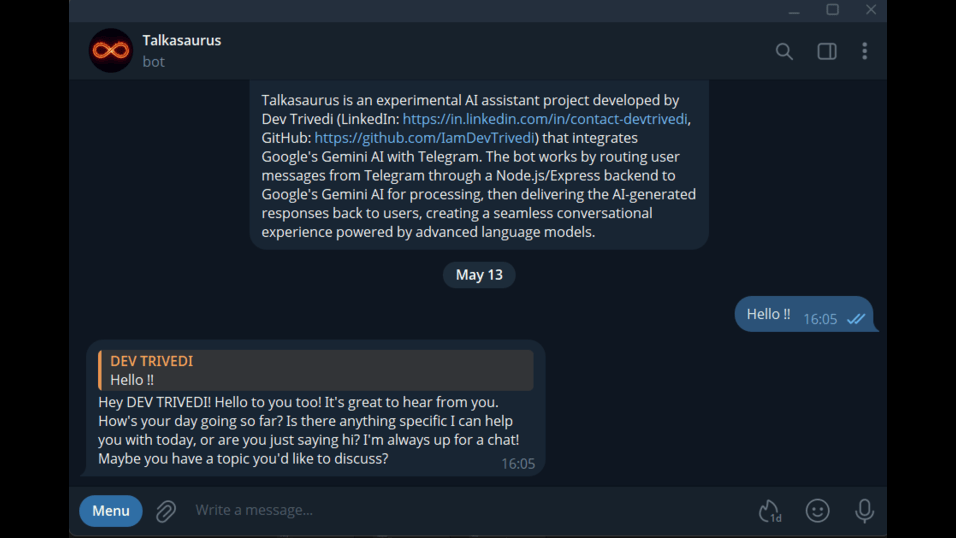 Talkasaurus
bot
Talkasaurus is an experimental AI assistant project developed by
Dev Trivedi (LinkedIn: https://in.linkedin.com/in/contact-devtrivedi,
GitHub: https://github.com/IamDevTrivedi) that integrates
Google's Gemini AI with Telegram. The bot works by routing user
messages from Telegram through a Node.js/Express backend to
Google's Gemini AI for processing, then delivering the AI-generated
responses back to users, creating a seamless conversational
experience powered by advanced language models.
May 13
Hello !! 16:05
DEV TRIVEDI
Hello !!
Hey DEV TRIVEDI! Hello to you too! It's great to hear from you.
How's your day going so far? Is there anything specific I can help
you with today, or are you just saying hi? I'm always up for a chat!
Maybe you have a topic you'd like to discuss? 16:05
Menu Write a message... 1d